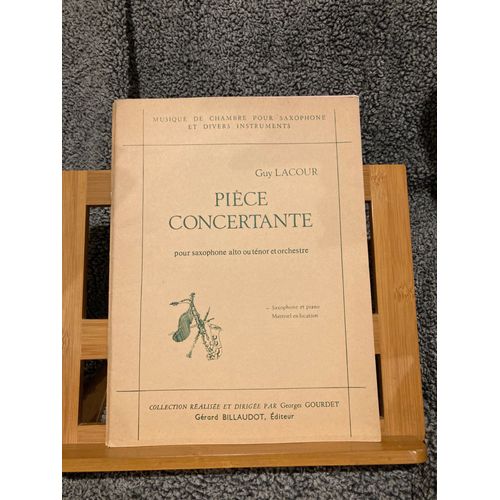 MUSIQUE DE CHAMBRE POUR SAXOPHONE
ET DIVERS INSTRUMENTS
Guy LACOUR
PIÈCE
CONCERTANTE
pour saxophone alto ou ténor et orchestre
– Saxophone et piano
Matériel en location
COLLECTION RÉALISÉE ET DIRIGÉE PAR Georges GOURDET
Gérard BILLAUDOT, Éditeur